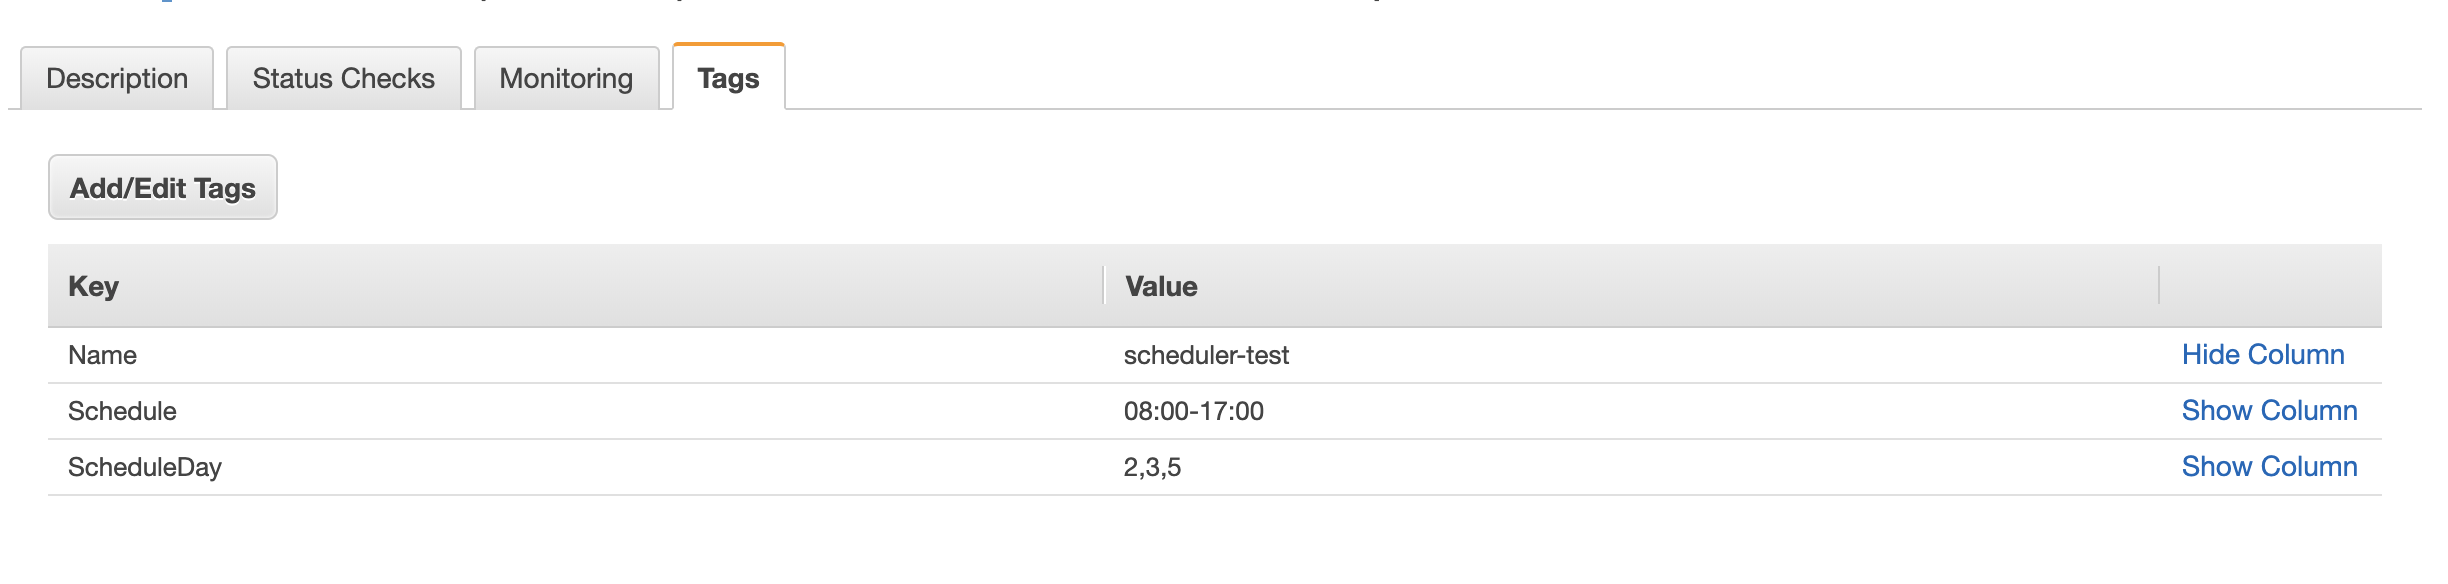 Description Status Checks Monitoring Tags
Add/Edit Tags
Key Value
Name scheduler-test Hide Column
Schedule 08:00-17:00 Show Column
ScheduleDay 2,3,5 Show Column